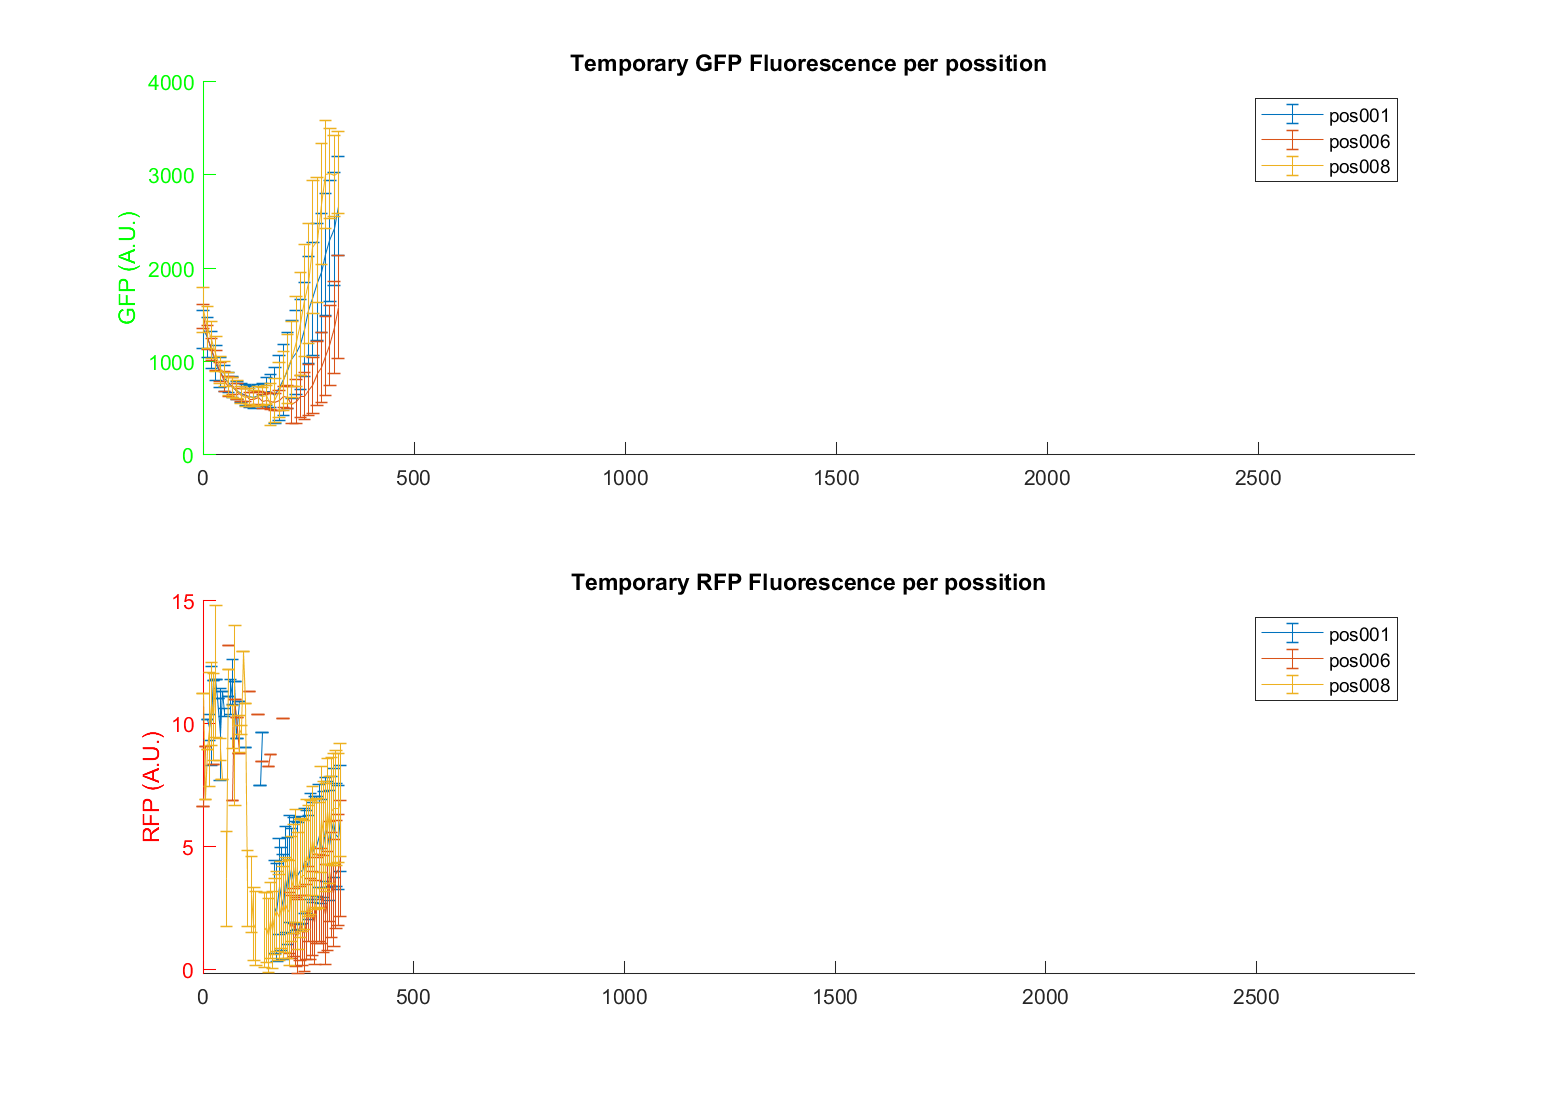 Temporary GFP Fluorescence per possition
4000
3000
2000
1000
0
GFP (A.U.)
pos001
pos006
pos008
0 500 1000 1500 2000 2500
Temporary RFP Fluorescence per possition
15
10
5
0
RFP (A.U.)
pos001
pos006
pos008
0 500 1000 1500 2000 2500